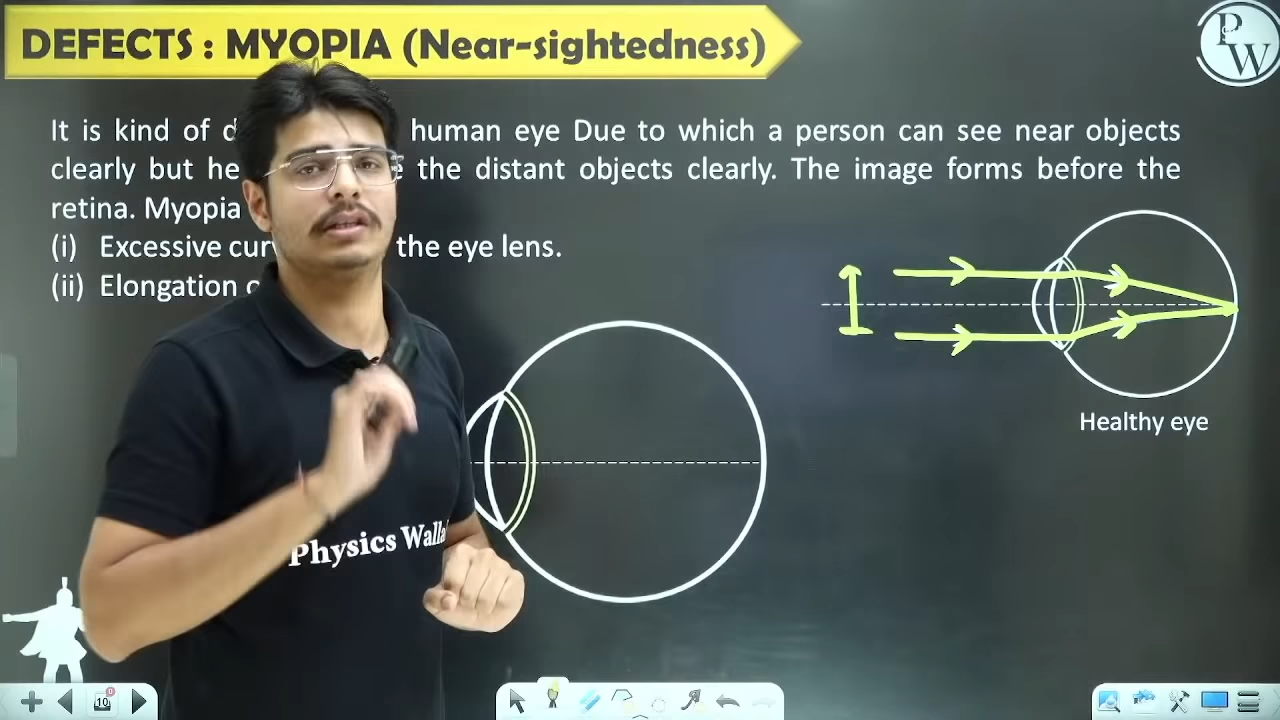 DEFECTS : MYOPIA (Near-sightedness)
P
W
It is kind of human eye Due to which a person can see near objects
clearly but he the distant objects clearly. The image forms before the
retina. Myopia
(i) Excessive the eye lens.
(ii) Elongation
Healthy eye
Physics
10